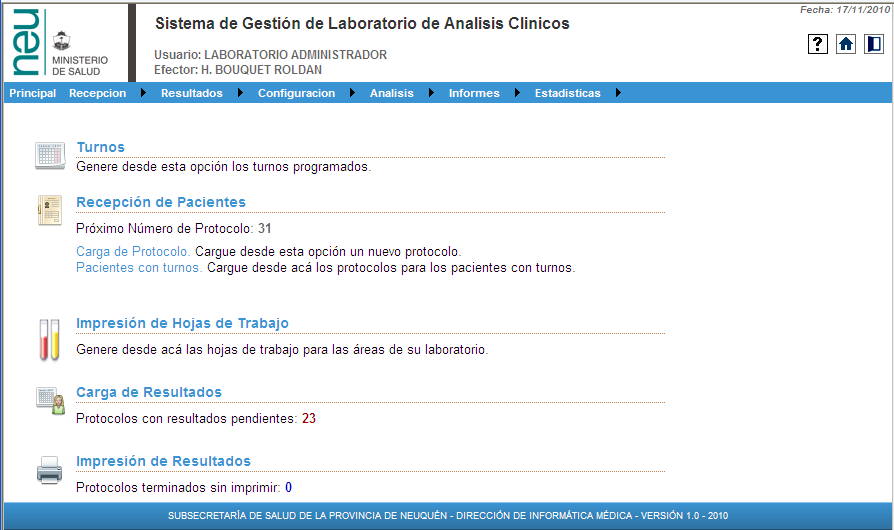 Fecha: 17/11/2010
neu
MINISTERIO
DE SALUD
Sistema de Gestión de Laboratorio de Analisis Clinicos
Usuario: LABORATORIO ADMINISTRADOR
Efector: H. BOUQUET ROLDAN
?
Principal Recepcion Resultados Configuracion Analisis Informes Estadisticas
Turnos
Genere desde esta opción los turnos programados.
Recepción de Pacientes
Próximo Número de Protocolo: 31
Carga de Protocolo. Cargue desde esta opción un nuevo protocolo.
Pacientes con turnos. Cargue desde acá los protocolos para los pacientes con turnos.
Impresión de Hojas de Trabajo
Genere desde acá las hojas de trabajo para las áreas de su laboratorio.
Carga de Resultados
Protocolos con resultados pendientes: 23
Impresión de Resultados
Protocolos terminados sin imprimir: 0
SUBSECRETARÍA DE SALUD DE LA PROVINCIA DE NEUQUÉN - DIRECCIÓN DE INFORMÁTICA MÉDICA - VERSIÓN 1.0 - 2010